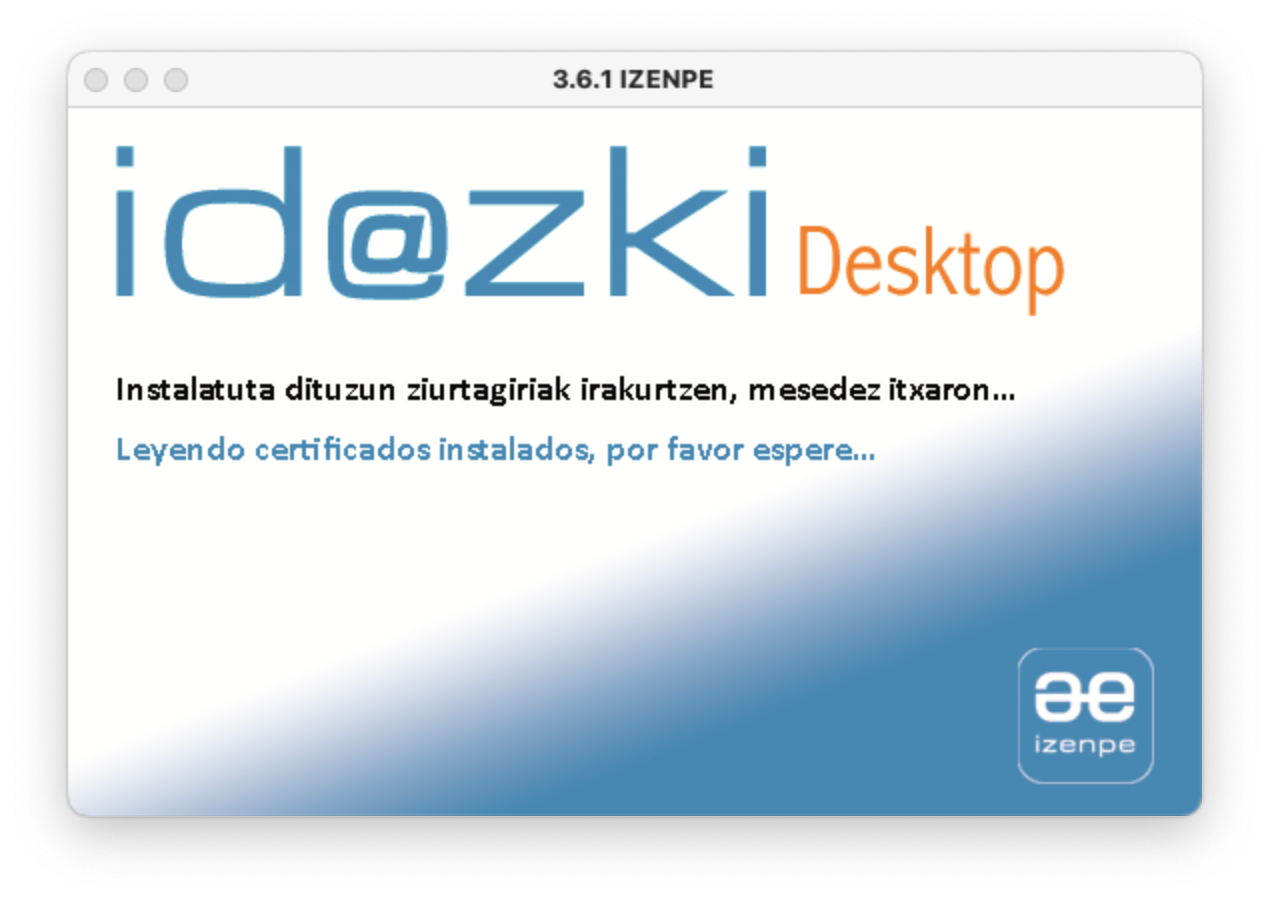 3.6.1 IZENPE
id@zki Desktop
Instalatuta dituzun ziurtagiriak irakurtzen, mesedez itxaron...
Leyendo certificados instalados, por favor espere...
izenpe